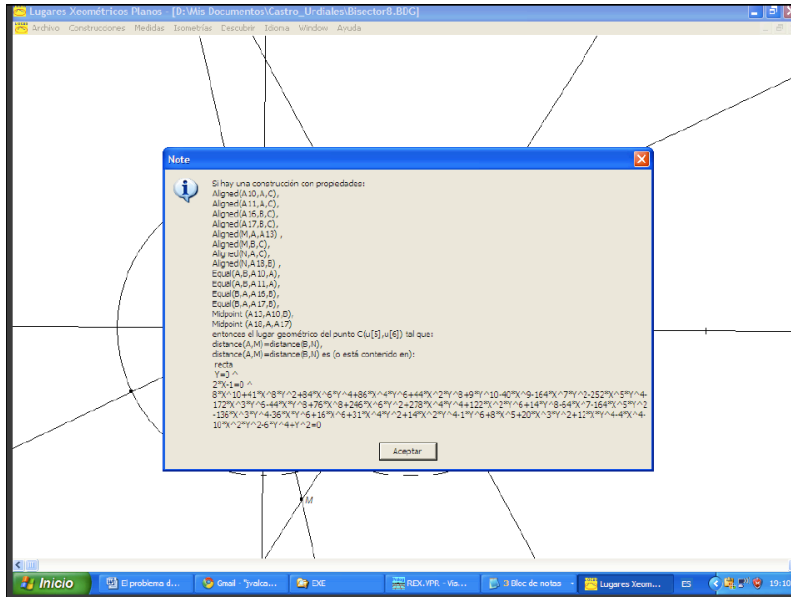 Lugares Xeométricos Planos - [D:\Mis Documentos\Castro_Urdiales\Bisector8.BDG]
Archivo Construcciones Medidas Isometrías Descubrir Idioma Window Ayuda
Note
Si hay una construcción con propiedades:
Aligned(A10,A,C),
Aligned(A11,A,C),
Aligned(A16,B,C),
Aligned(A17,B,C),
Aligned(M,A,A13) ,
Aligned(M,B,C),
Aligned(N,A,C),
Aligned(N,A18,B) ,
Equal(A,B,A10,A),
Equal(A,B,A11,A),
Equal(B,A,A16,B),
Equal(B,A,A17,B),
Midpoint (A13,A10,B),
Midpoint (A18,A,A17)
entonces el lugar geométrico del punto C(u[5],u[6]) tal que:
distance(A,M)=distance(B,N),
distance(A,M)=distance(B,N) es (o está contenido en):
recta
Y=0 ^
2*X-1=0 ^
8*X^10+41*X^8*Y^2+84*X^6*Y^4+86*X^4*Y^6+44*X^2*Y^8+9*Y^10-40*X^9-164*X^7*Y^2-252*X^5*Y^4-
172*X^3*Y^6-44*X*Y^8+76*X^8+246*X^6*Y^2+278*X^4*Y^4+122*X^2*Y^6+14*Y^8-64*X^7-164*X^5*Y^2
-136*X^3*Y^4-36*X*Y^6+16*X^6+31*X^4*Y^2+14*X^2*Y^4-1*Y^6+8*X^5+20*X^3*Y^2+12*X*Y^4-4*X^4-
10*X^2*Y^2-6*Y^4+Y^2=0
Aceptar
M
Inicio El problema d... Gmail - "jvalca... EXE REX.VPR - Vis... 3 Bloc de notas Lugares Xeom... ES 19:10